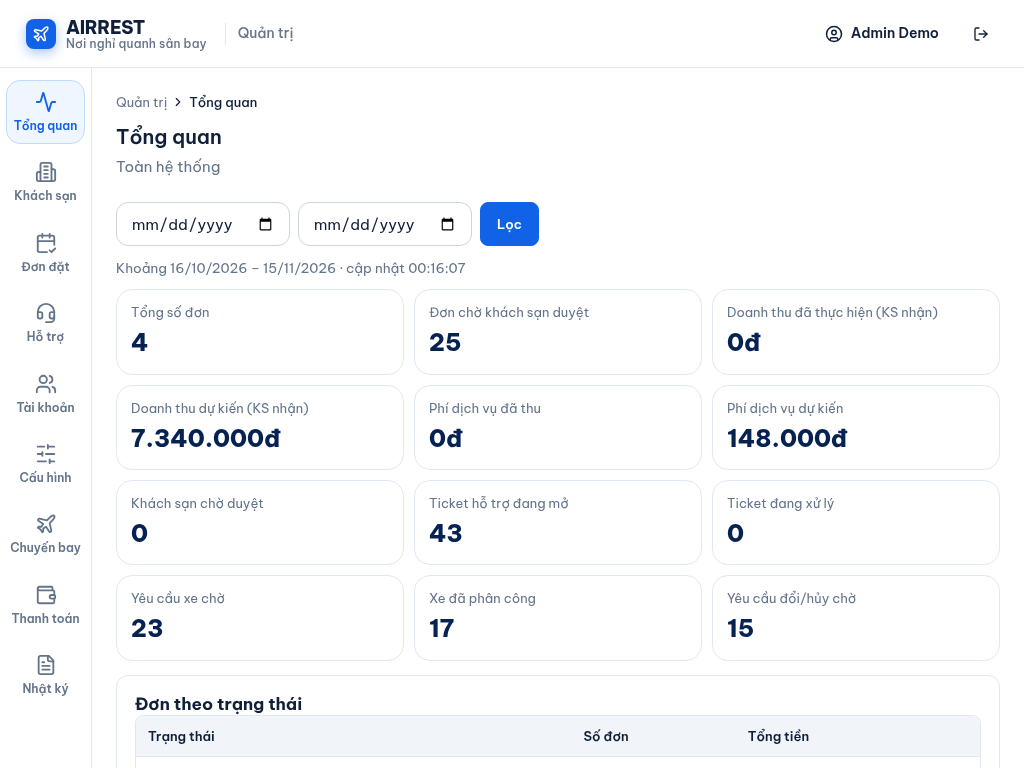 AIRREST
Nơi nghỉ quanh sân bay
Quản trị
Admin Demo
Tổng quan
Khách sạn
Đơn đặt
Hỗ trợ
Tài khoản
Cấu hình
Chuyến bay
Thanh toán
Nhật ký
Quản trị > Tổng quan
Tổng quan
Toàn hệ thống
mm/dd/yyyy mm/dd/yyyy Lọc
Khoảng 16/10/2026 – 15/11/2026 · cập nhật 00:16:07
Tổng số đơn
4
Đơn chờ khách sạn duyệt
25
Doanh thu đã thực hiện (KS nhận)
0đ
Doanh thu dự kiến (KS nhận)
7.340.000đ
Phí dịch vụ đã thu
0đ
Phí dịch vụ dự kiến
148.000đ
Khách sạn chờ duyệt
0
Ticket hỗ trợ đang mở
43
Ticket đang xử lý
0
Yêu cầu xe chờ
23
Xe đã phân công
17
Yêu cầu đổi/hủy chờ
15
Đơn theo trạng thái
Trạng thái Số đơn Tổng tiền